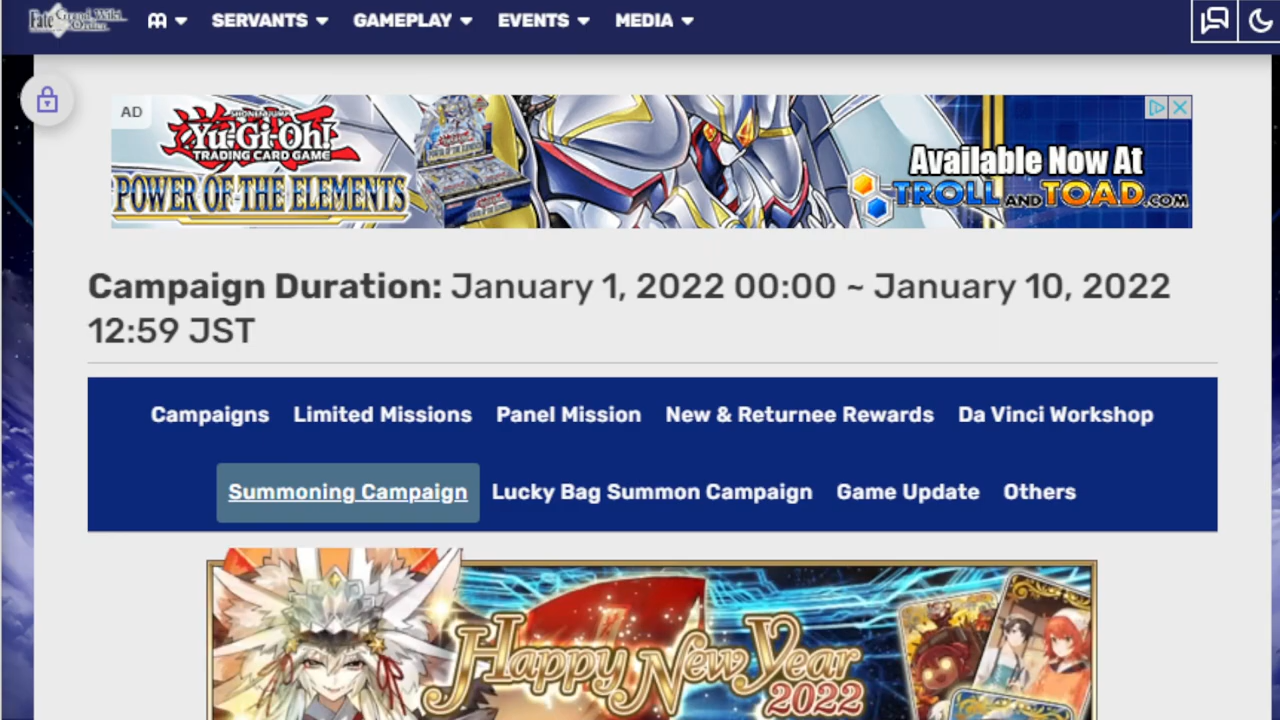 Fate Grand Wiki
Order
SERVANTS GAMEPLAY EVENTS MEDIA
AD
SHONEN JUMP
Yu-Gi-Oh!
TRADING CARD GAME
POWER OF THE ELEMENTS
Available Now At
TROLL AND TOAD.COM
Campaign Duration: January 1, 2022 00:00 ~ January 10, 2022
12:59 JST
Campaigns Limited Missions Panel Mission New & Returnee Rewards Da Vinci Workshop
Summoning Campaign Lucky Bag Summon Campaign Game Update Others
Happy New Year
2022